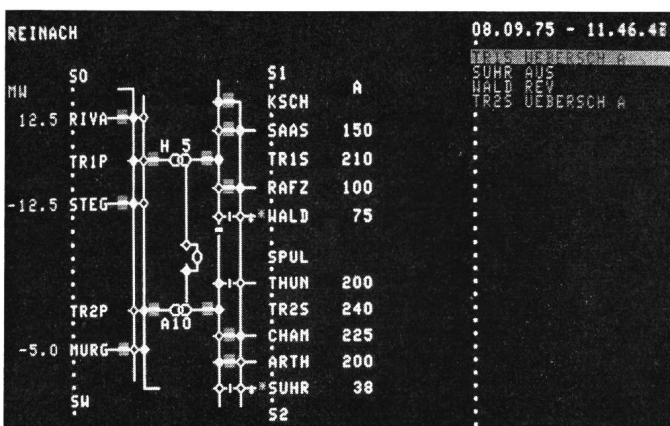 REINACH
08.09.75 - 11.46.4
TR1S UEBERSCH A
SUHR AUS
WALD REV
TR2S UEBERSCH A
S0
S1
MW
A
KSCH
12.5 RIVA
SAAS 150
H 5
TR1P
TR1S 210
RAFZ 100
-12.5 STEG
*WALD 75
SPUL
THUN 200
TR2P
TR2S 240
A10
CHAM 225
-5.0 MURG
ARTH 200
*SUHR 38
SW
S2